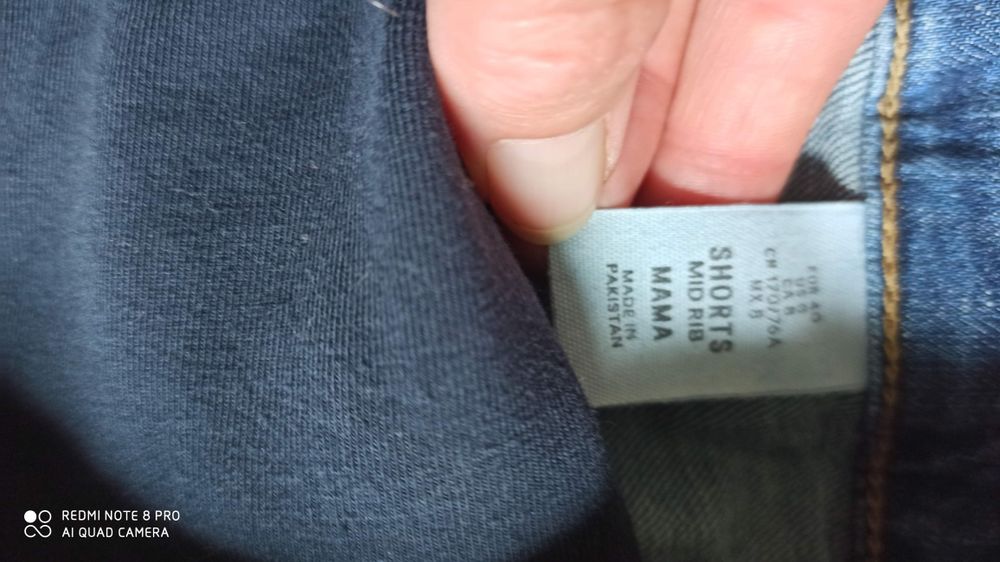 EUR 40
US 8
CA 8
CN 170/76A
MX 8
SHORTS
MID RIB
MAMA
MADE IN
PAKISTAN
REDMI NOTE 8 PRO
AI QUAD CAMERA